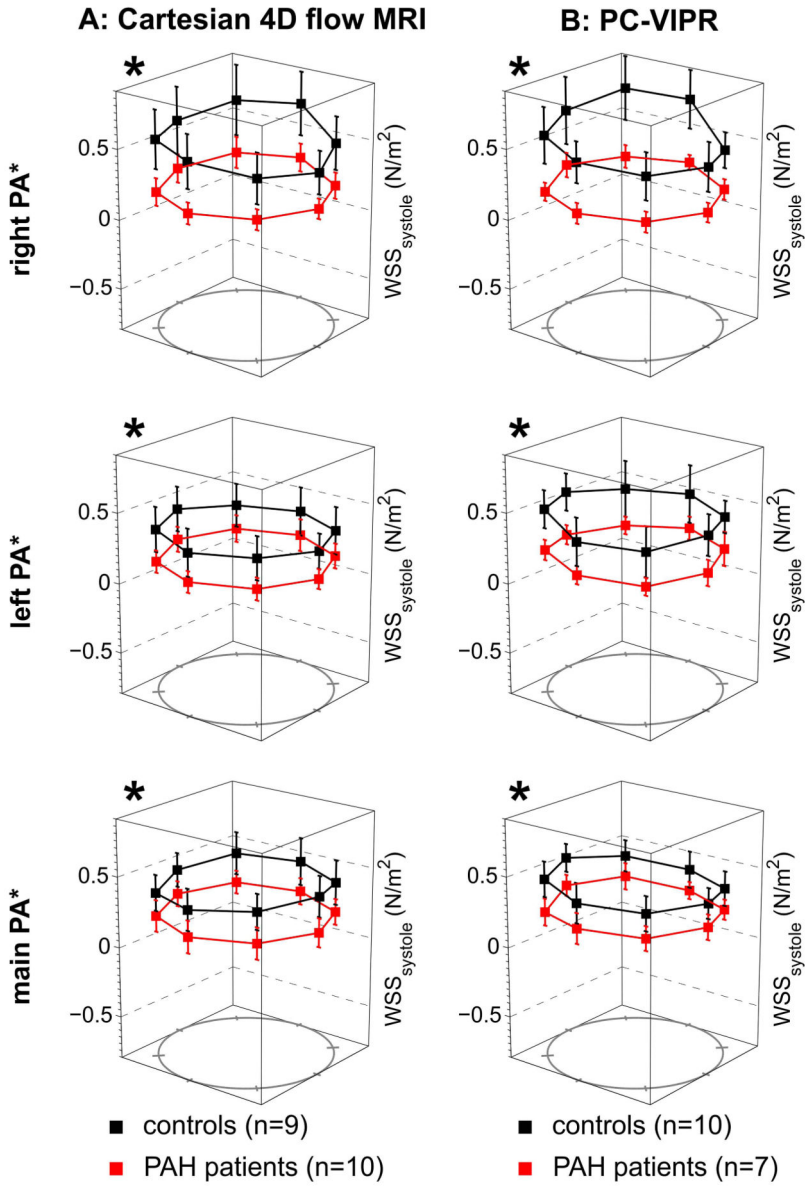 A: Cartesian 4D flow MRI
B: PC-VIPR
*
*
right PA*
0.5
0
−0.5
WSSsystole (N/m2)
0.5
0
−0.5
WSSsystole (N/m2)
*
*
left PA*
0.5
0
−0.5
WSSsystole (N/m2)
0.5
0
−0.5
WSSsystole (N/m2)
*
*
main PA*
0.5
0
−0.5
WSSsystole (N/m2)
0.5
0
−0.5
WSSsystole (N/m2)
controls (n=9)
PAH patients (n=10)
controls (n=10)
PAH patients (n=7)